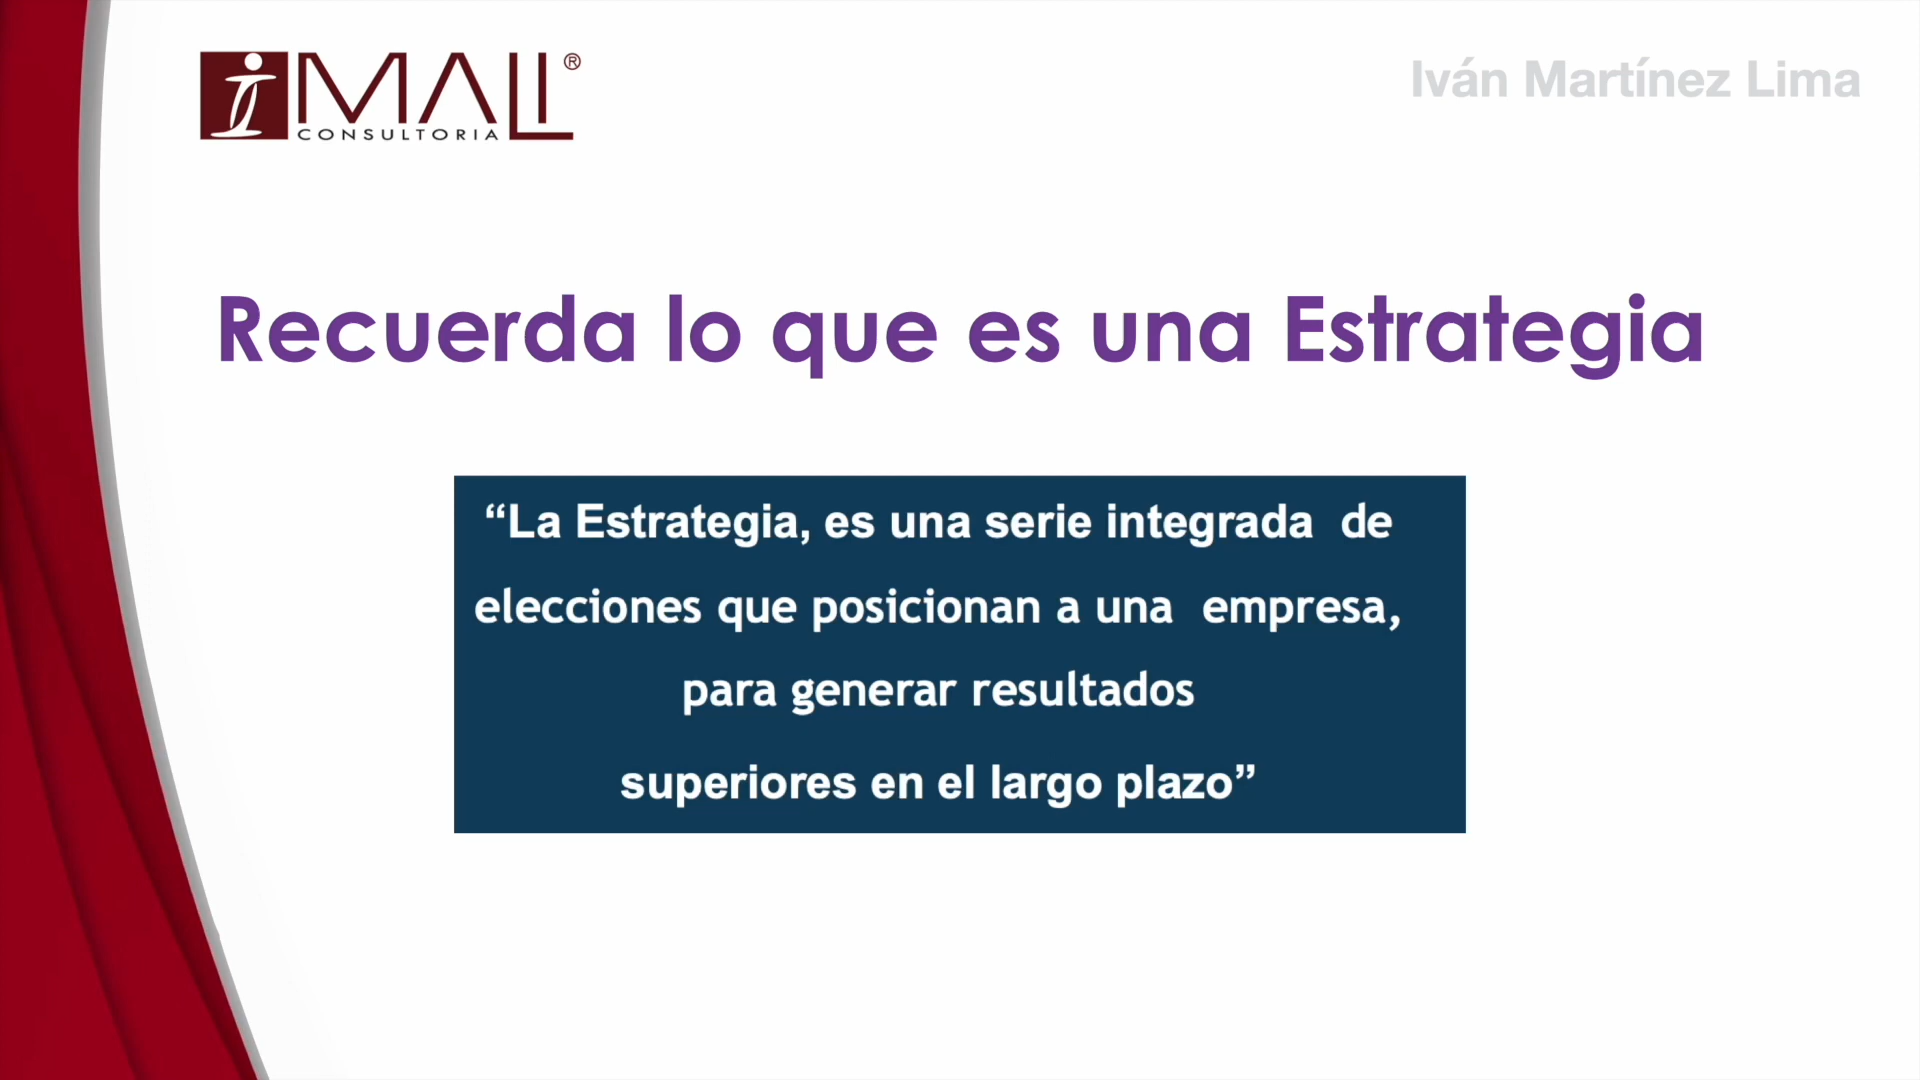 iMALI®
CONSULTORIA
Iván Martínez Lima
Recuerda lo que es una Estrategia
“La Estrategia, es una serie integrada de
elecciones que posicionan a una empresa,
para generar resultados
superiores en el largo plazo”